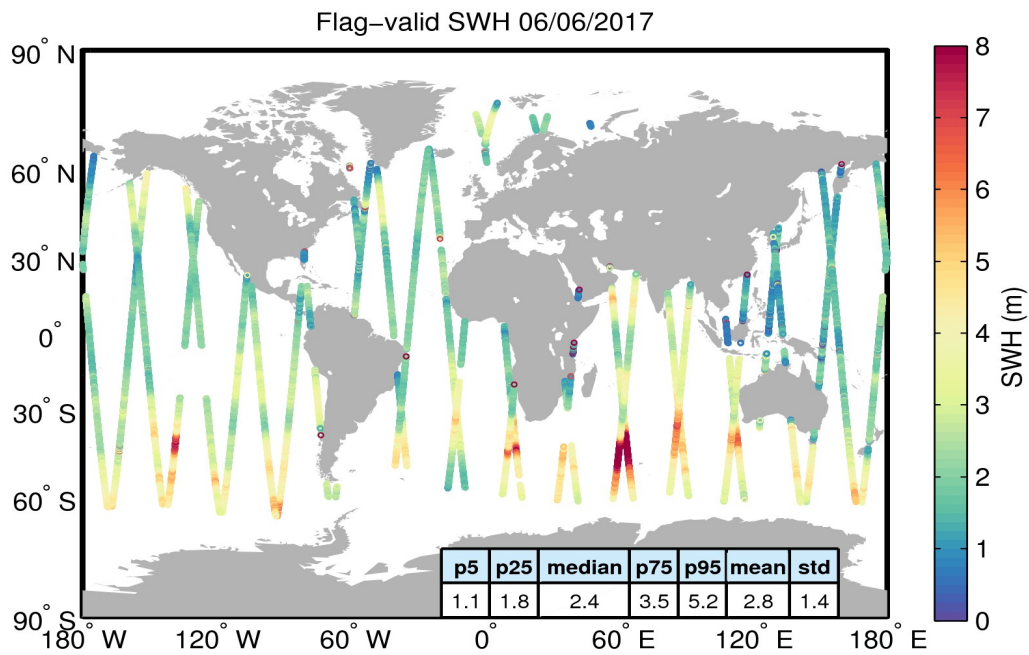 Flag−valid SWH 06/06/2017
90° N
60° N
30° N
0°
30° S
60° S
90° S
180° W
120° W
60° W
0°
60° E
120° E
180° E
p5 p25 median p75 p95 mean std
1.1 1.8 2.4 3.5 5.2 2.8 1.4
8
7
6
5
4
3
2
1
0
SWH (m)